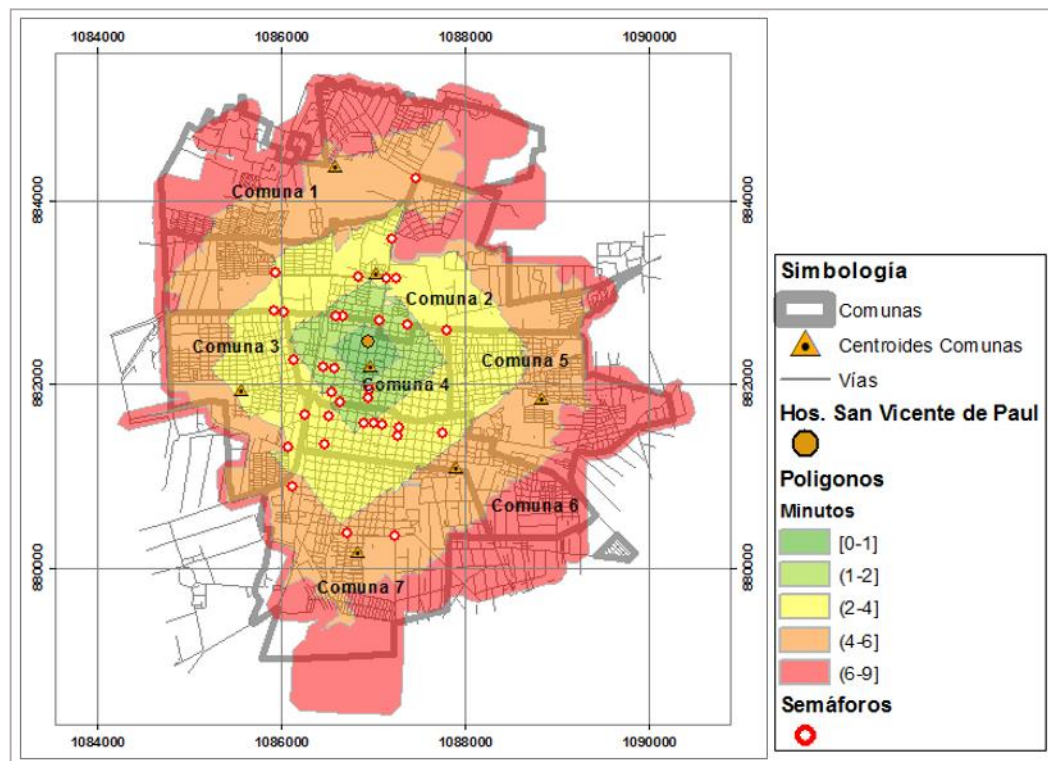 1084000 1086000 1088000 1090000
884000 884000
882000 882000
880000 880000
Comuna 1
Comuna 2
Comuna 3
Comuna 5
Comuna 4
Comuna 6
Comuna 7
1084000 1086000 1088000 1090000
Simbología
Comunas
Centroides Comunas
Vías
Hos. San Vicente de Paul
Poligonos
Minutos
[0-1]
(1-2]
(2-4]
(4-6]
(6-9]
Semáforos